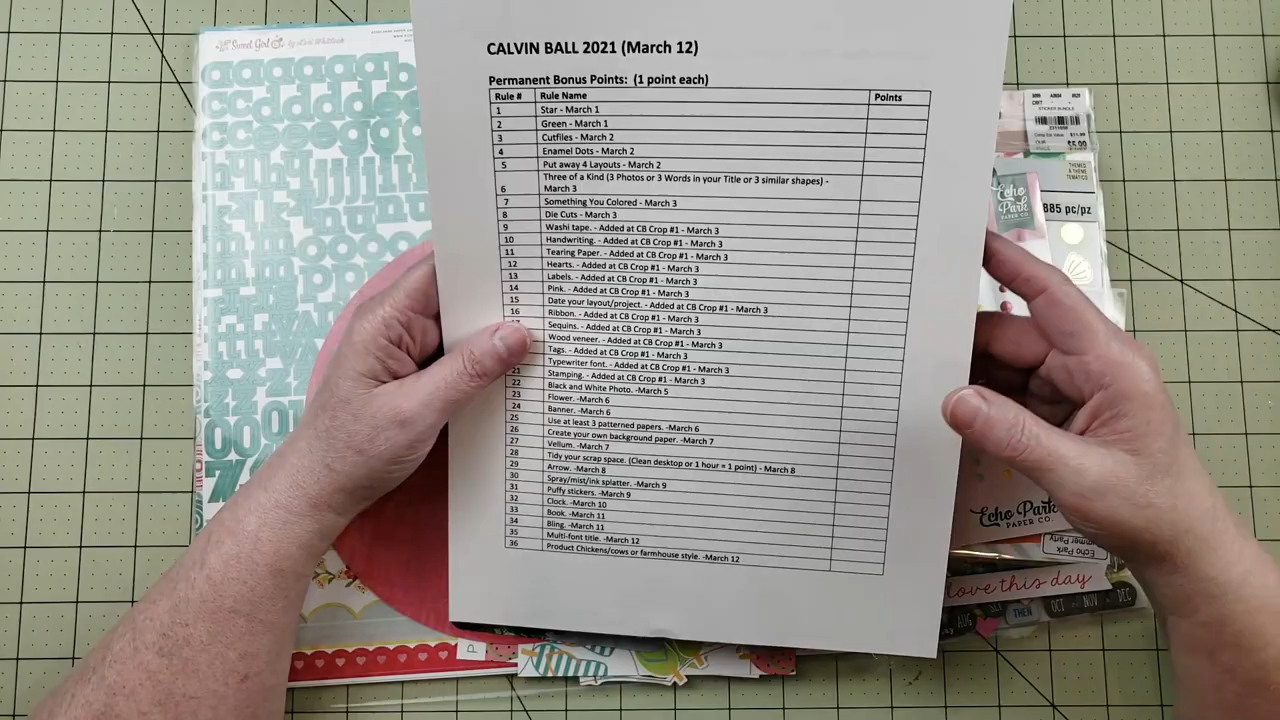 CALVIN BALL 2021 (March 12)
Permanent Bonus Points: (1 point each)
Rule # Rule Name Points
1 Star - March 1
2 Green - March 1
3 Cutfiles - March 2
4 Enamel Dots - March 2
5 Put away 4 Layouts - March 2
Three of a Kind (3 Photos or 3 Words in your Title or 3 similar shapes) -
6 March 3
7 Something You Colored - March 3
8 Die Cuts - March 3
9 Washi tape. - Added at CB Crop #1 - March 3
10 Handwriting. - Added at CB Crop #1 - March 3
11 Tearing Paper. - Added at CB Crop #1 - March 3
12 Hearts. - Added at CB Crop #1 - March 3
13 Labels. - Added at CB Crop #1 - March 3
14 Pink. - Added at CB Crop #1 - March 3
15 Date your layout/project. - Added at CB Crop #1 - March 3
16 Ribbon. - Added at CB Crop #1 - March 3
Sequins. - Added at CB Crop #1 - March 3
Wood veneer. - Added at CB Crop #1 - March 3
Tags. - Added at CB Crop #1 - March 3
Typewriter font. - Added at CB Crop #1 - March 3
21 Stamping. - Added at CB Crop #1 - March 3
22 Black and White Photo. -March 5
23 Flower. -March 6
24 Banner. -March 6
25 Use at least 3 patterned papers. -March 6
26 Create your own background paper. -March 7
27 Vellum. -March 7
28 Tidy your scrap space. (Clean desktop or 1 hour = 1 point) - March 8
29 Arrow. -March 8
30 Spray/mist/ink splatter. -March 9
31 Puffy stickers. -March 9
32 Clock. -March 10
33 Book. -March 11
34 Bling. -March 11
35 Multi-font title. -March 12
36 Product Chickens/cows or farmhouse style. -March 12
Sweet Girl
STICKER BUNDLE
$5.99
THEMED
À THÈME
TEMÁTICO
Echo
Park
PAPER CO.
885 pc/pz
Echo Park
PAPER CO.
Echo Park
love this day
AUG THEN OCT NOV DEC